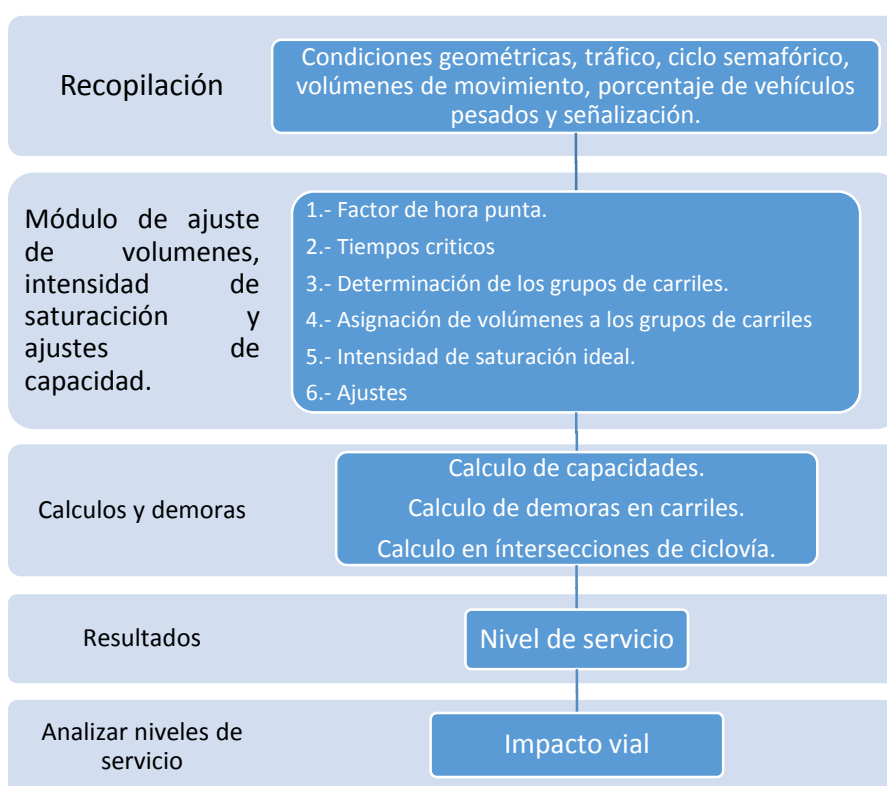 Recopilación
Condiciones geométricas, tráfico, ciclo semafórico,
volúmenes de movimiento, porcentaje de vehículos
pesados y señalización.
Módulo de ajuste
de volumenes,
intensidad de
saturacición y
ajustes de
capacidad.
1.- Factor de hora punta.
2.- Tiempos criticos
3.- Determinación de los grupos de carriles.
4.- Asignación de volúmenes a los grupos de carriles
5.- Intensidad de saturación ideal.
6.- Ajustes
Calculos y demoras
Calculo de capacidades.
Calculo de demoras en carriles.
Calculo en íntersecciones de ciclovía.
Resultados
Nivel de servicio
Analizar niveles de
servicio
Impacto vial